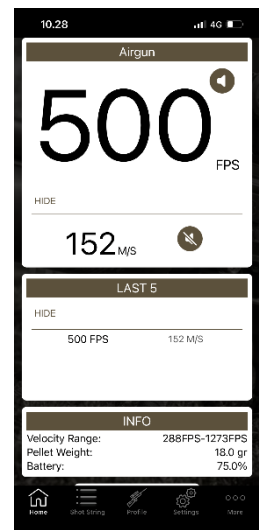 10.28 4G
Airgun
500 FPS
HIDE
152 M/S
LAST 5
HIDE
500 FPS 152 M/S
INFO
Velocity Range: 288FPS-1273FPS
Pellet Weight: 18.0 gr
Battery: 75.0%
Home Shot String Profile Settings More